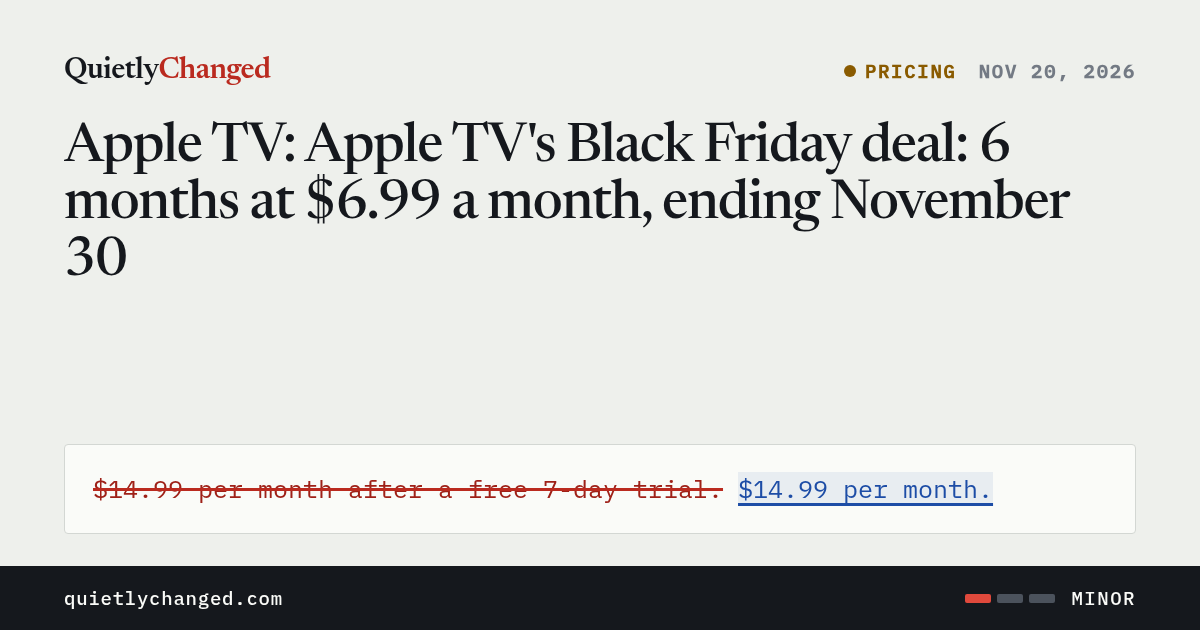 QuietlyChanged
PRICING NOV 20, 2026
Apple TV: Apple TV's Black Friday deal: 6
months at $6.99 a month, ending November
30
$14.99 per month after a free 7-day trial. $14.99 per month.
quietlychanged.com
MINOR